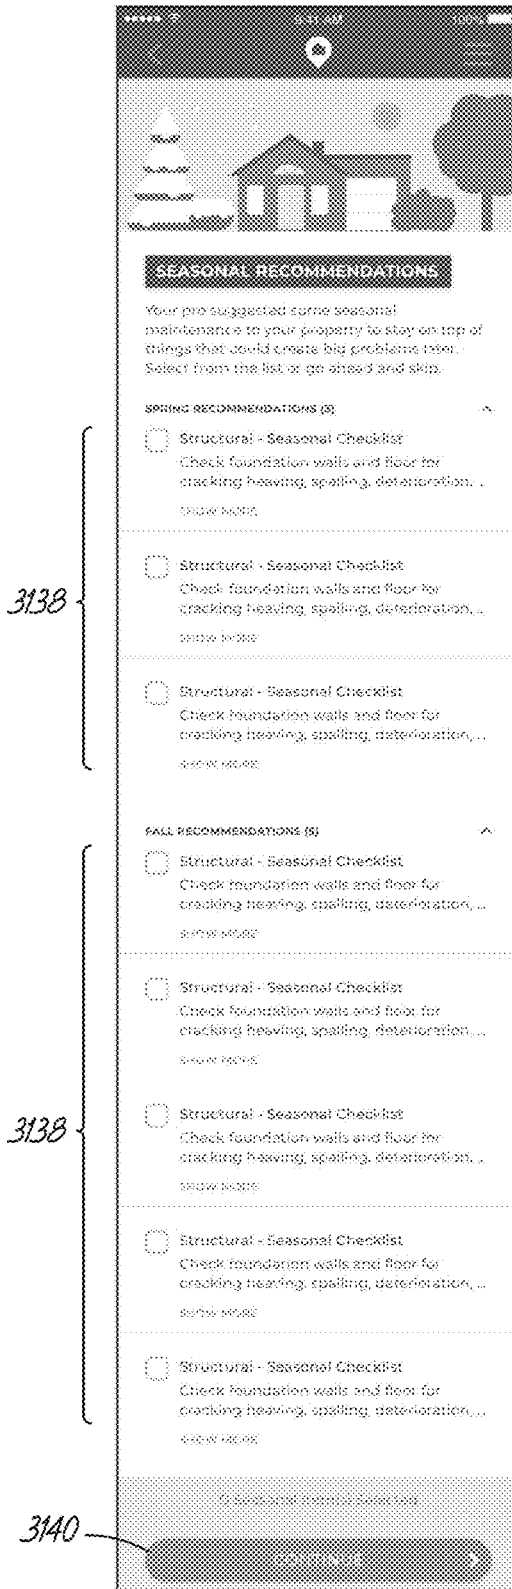 9:41 AM 100%
SEASONAL RECOMMENDATIONS
Your pro suggested some seasonal
maintenance to your property to stay on top of
things that could create big problems later.
Select from the list or go ahead and skip.
SPRING RECOMMENDATIONS (3)
Structural - Seasonal Checklist
Check foundation walls and floor for
cracking heaving, spalling, deterioration, ...
SHOW MORE
3138
Structural - Seasonal Checklist
Check foundation walls and floor for
cracking heaving, spalling, deterioration, ...
SHOW MORE
Structural - Seasonal Checklist
Check foundation walls and floor for
cracking heaving, spalling, deterioration, ...
SHOW MORE
FALL RECOMMENDATIONS (5)
Structural - Seasonal Checklist
Check foundation walls and floor for
cracking heaving, spalling, deterioration, ...
SHOW MORE
Structural - Seasonal Checklist
Check foundation walls and floor for
cracking heaving, spalling, deterioration, ...
SHOW MORE
3138
Structural - Seasonal Checklist
Check foundation walls and floor for
cracking heaving, spalling, deterioration, ...
SHOW MORE
Structural - Seasonal Checklist
Check foundation walls and floor for
cracking heaving, spalling, deterioration, ...
SHOW MORE
Structural - Seasonal Checklist
Check foundation walls and floor for
cracking heaving, spalling, deterioration, ...
SHOW MORE
0 seasonal selected
3140
CONTINUE